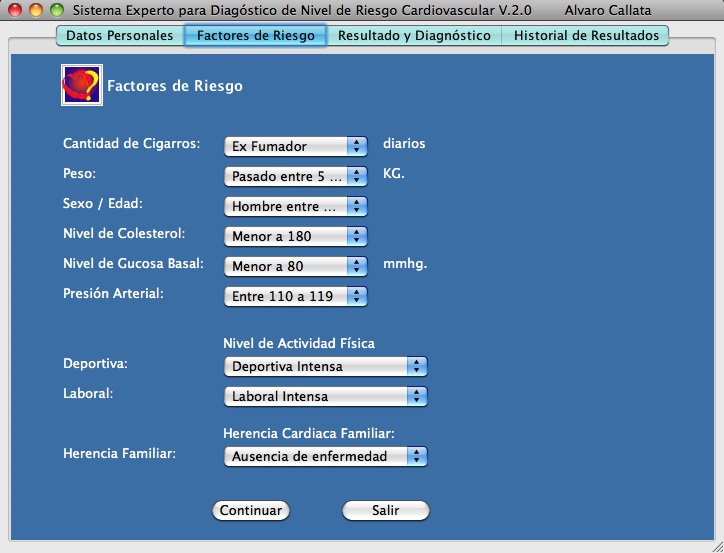 Sistema Experto para Diagóstico de Nivel de Riesgo Cardiovascular V.2.0 Alvaro Callata
Datos Personales Factores de Riesgo Resultado y Diagnóstico Historial de Resultados
Factores de Riesgo
Cantidad de Cigarros: Ex Fumador diarios
Peso: Pasado entre 5 ... KG.
Sexo / Edad: Hombre entre ...
Nivel de Colesterol: Menor a 180
Nivel de Gucosa Basal: Menor a 80 mmhg.
Presión Arterial: Entre 110 a 119
Nivel de Actividad Física
Deportiva: Deportiva Intensa
Laboral: Laboral Intensa
Herencia Cardiaca Familiar:
Herencia Familiar: Ausencia de enfermedad
Continuar Salir